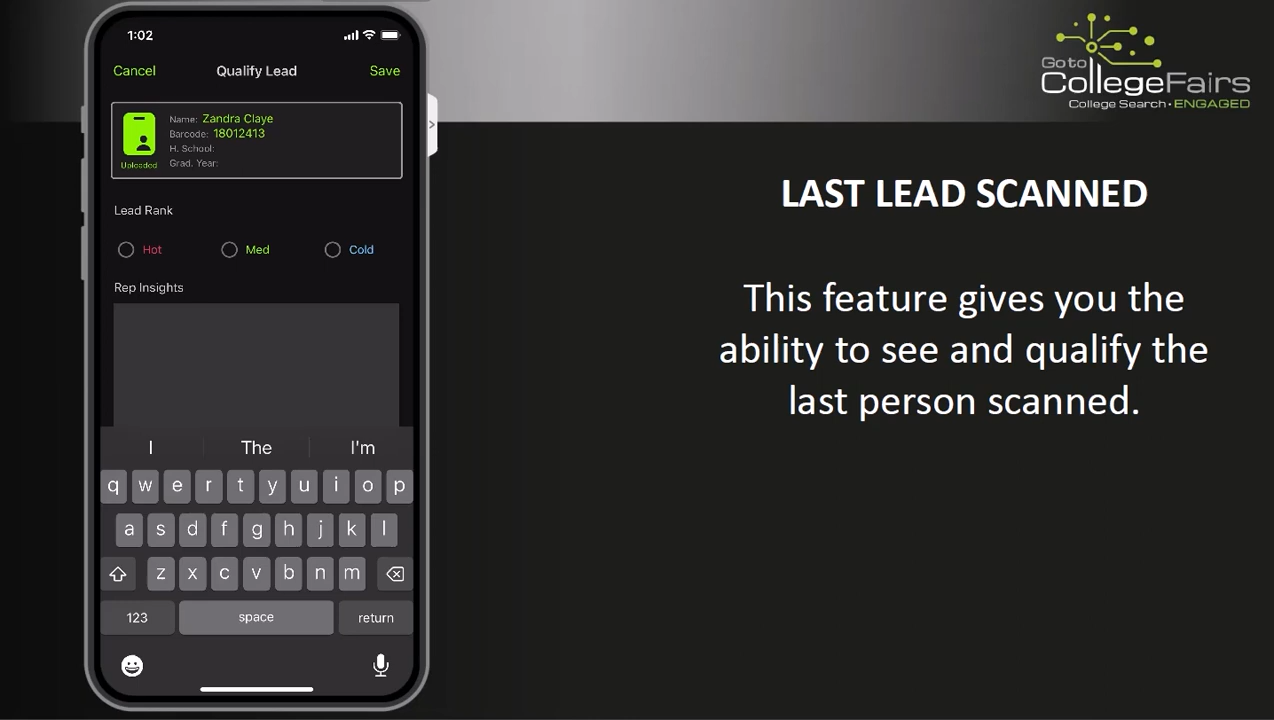 1:02
Cancel Qualify Lead Save
Name: Zandra Claye
Barcode: 18012413
H. School:
Grad. Year:
Uploaded
Lead Rank
Hot Med Cold
Rep Insights
I The I'm
q w e r t y u i o p
a s d f g h j k l
z x c v b n m
123 space return
Go to
CollegeFairs
College Search • ENGAGED
LAST LEAD SCANNED
This feature gives you the
ability to see and qualify the
last person scanned.